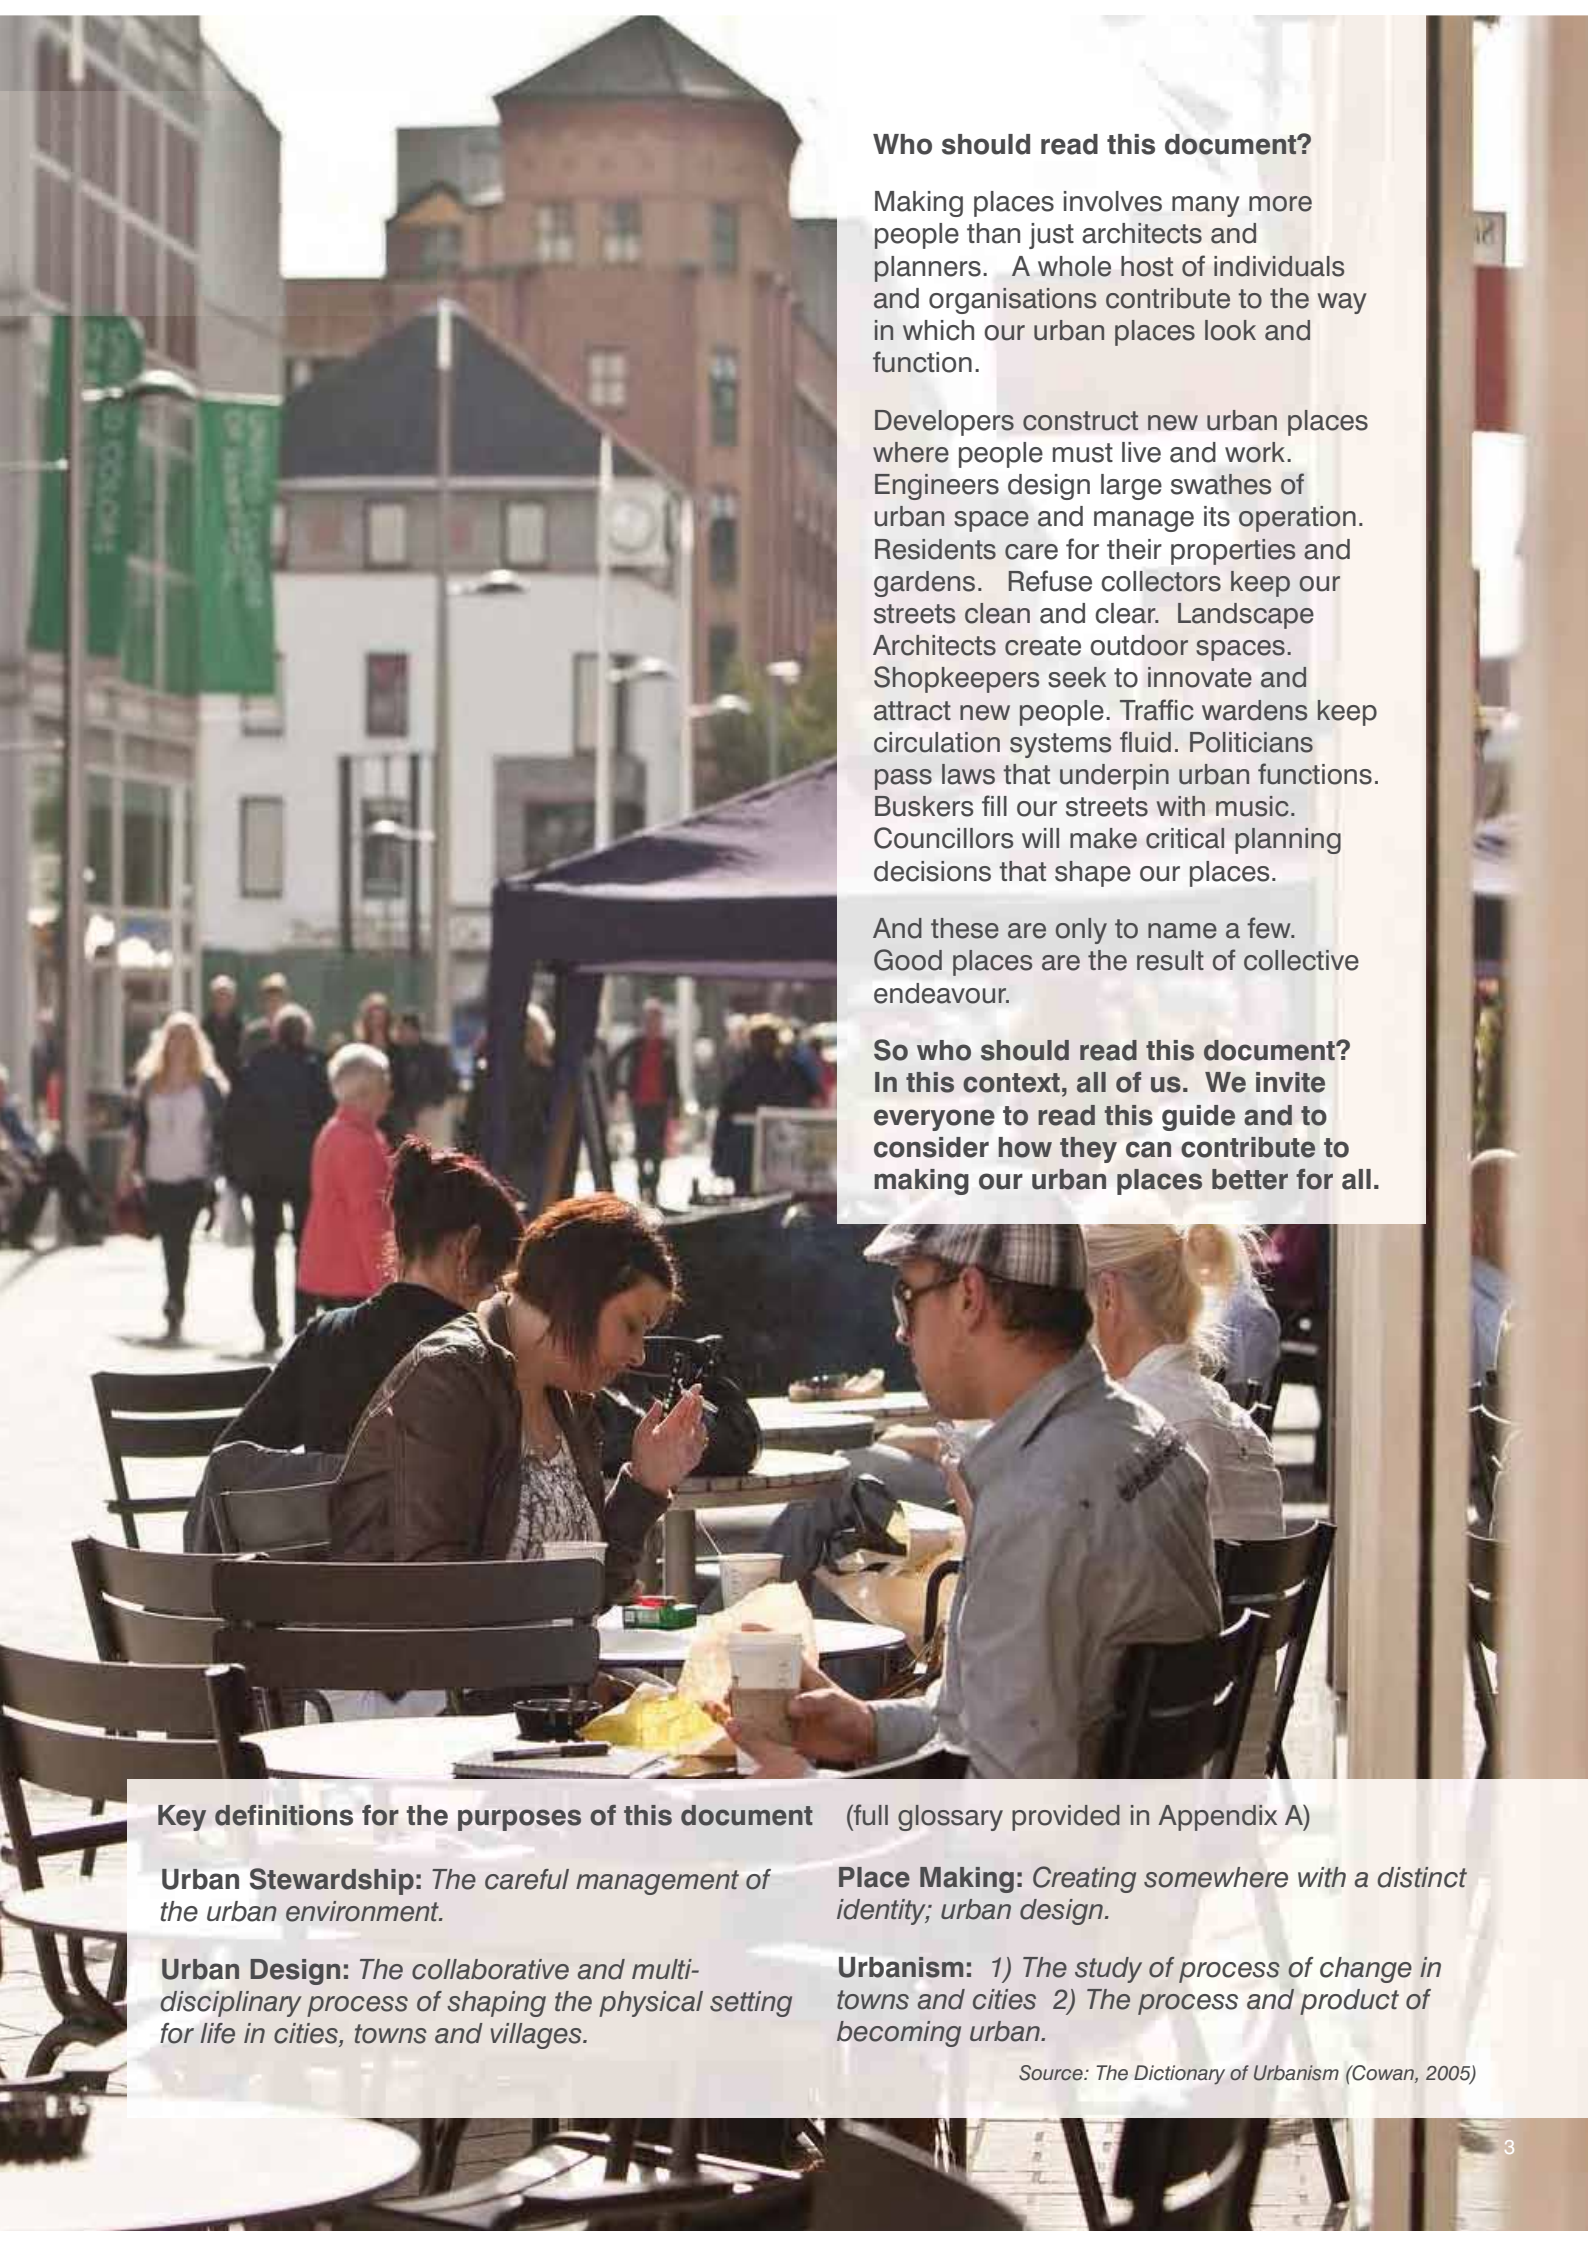 Who should read this document?
Making places involves many more
people than just architects and
planners.   A whole host of individuals
and organisations contribute to the way
in which our urban places look and
function.
Developers construct new urban places
where people must live and work.
Engineers design large swathes of
urban space and manage its operation.
Residents care for their properties and
gardens.   Refuse collectors keep our
streets clean and clear.  Landscape
Architects create outdoor spaces.
Shopkeepers seek to innovate and
attract new people. Traffic wardens keep
circulation systems fluid. Politicians
pass laws that underpin urban functions.
Buskers fill our streets with music.
Councillors will make critical planning
decisions that shape our places.
And these are only to name a few.
Good places are the result of collective
endeavour.
So who should read this document?
In this context, all of us.  We invite
everyone to read this guide and to
consider how they can contribute to
making our urban places better for all.
Key definitions for the purposes of this document   (full glossary provided in Appendix A)
Urban Stewardship: The careful management of
the urban environment.
Urban Design: The collaborative and multi-
disciplinary process of shaping the physical setting
for life in cities, towns and villages.
Place Making: Creating somewhere with a distinct
identity; urban design.
Urbanism:  1) The study of process of change in
towns and cities  2) The process and product of
becoming urban.
Source: The Dictionary of Urbanism (Cowan, 2005)
3